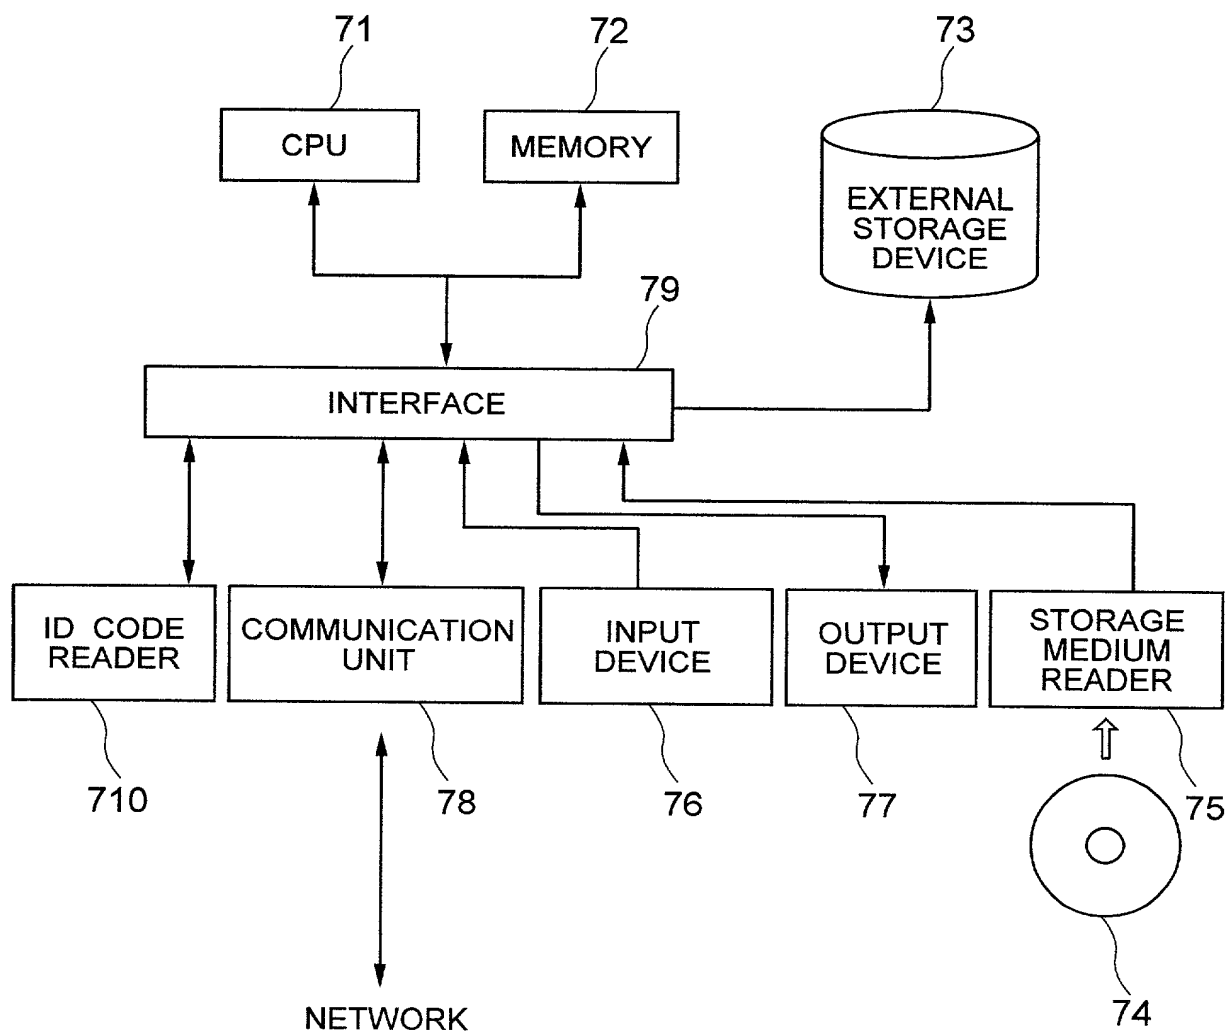 71
72
73
CPU
MEMORY
EXTERNAL
STORAGE
DEVICE
79
INTERFACE
ID CODE
READER
COMMUNICATION
UNIT
INPUT
DEVICE
OUTPUT
DEVICE
STORAGE
MEDIUM
READER
710
78
76
77
75
74
NETWORK